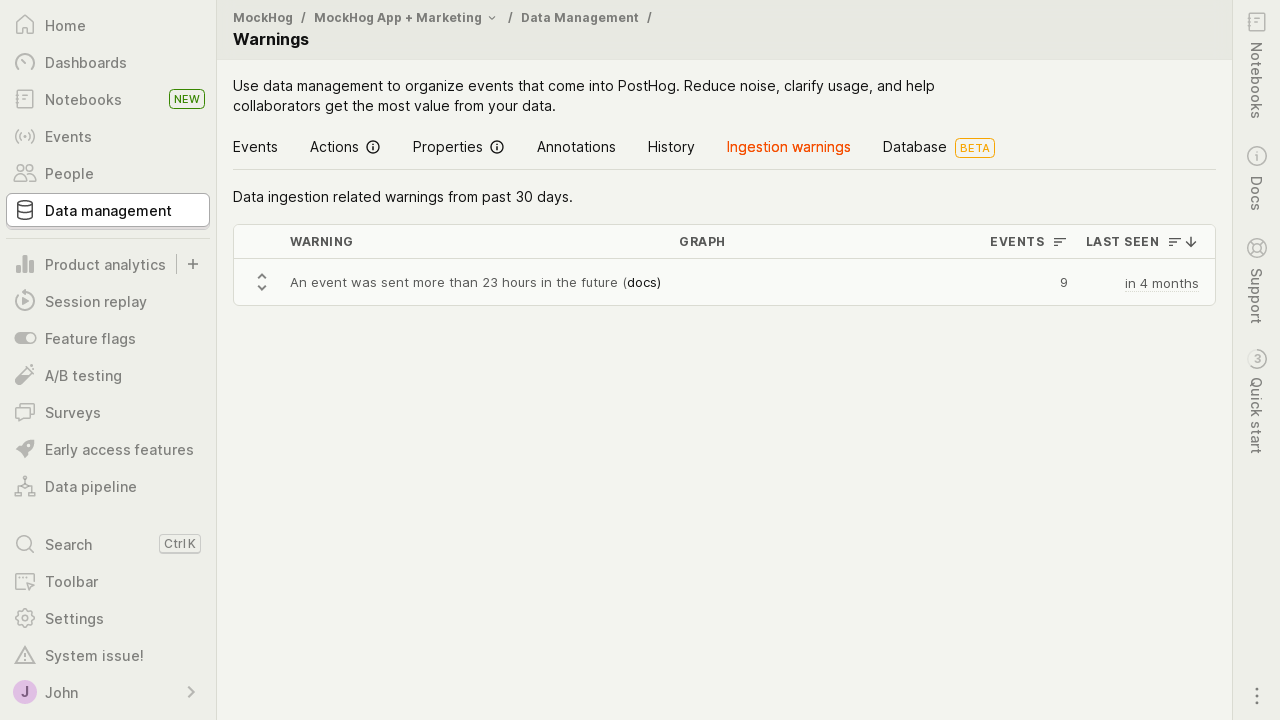 Home
Dashboards
Notebooks NEW
Events
People
Data management
Product analytics
Session replay
Feature flags
A/B testing
Surveys
Early access features
Data pipeline
Search Ctrl K
Toolbar
Settings
System issue!
J John
MockHog / MockHog App + Marketing / Data Management /
Warnings
Use data management to organize events that come into PostHog. Reduce noise, clarify usage, and help
collaborators get the most value from your data.
Events Actions Properties Annotations History Ingestion warnings Database BETA
Data ingestion related warnings from past 30 days.
WARNING GRAPH EVENTS LAST SEEN
An event was sent more than 23 hours in the future (docs) 9 in 4 months
Notebooks
Docs
Support
3 Quick start